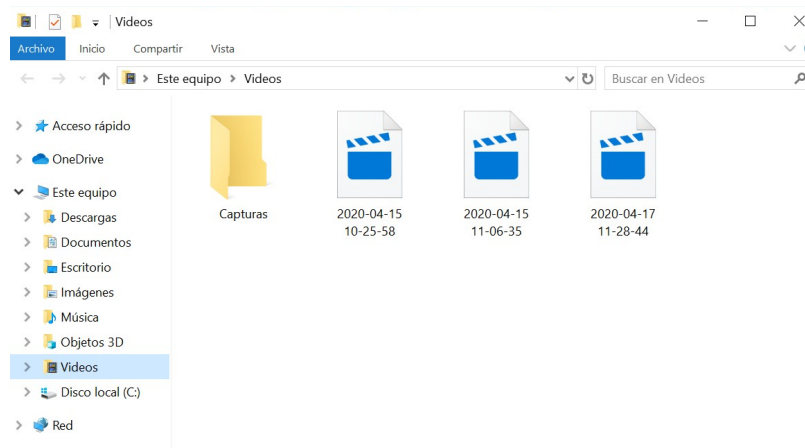 Videos
Archivo Inicio Compartir Vista
Este equipo > Videos
Buscar en Videos
Acceso rápido
OneDrive
Este equipo
Descargas
Documentos
Escritorio
Imágenes
Música
Objetos 3D
Videos
Disco local (C:)
Red
Capturas
2020-04-15
10-25-58
2020-04-15
11-06-35
2020-04-17
11-28-44